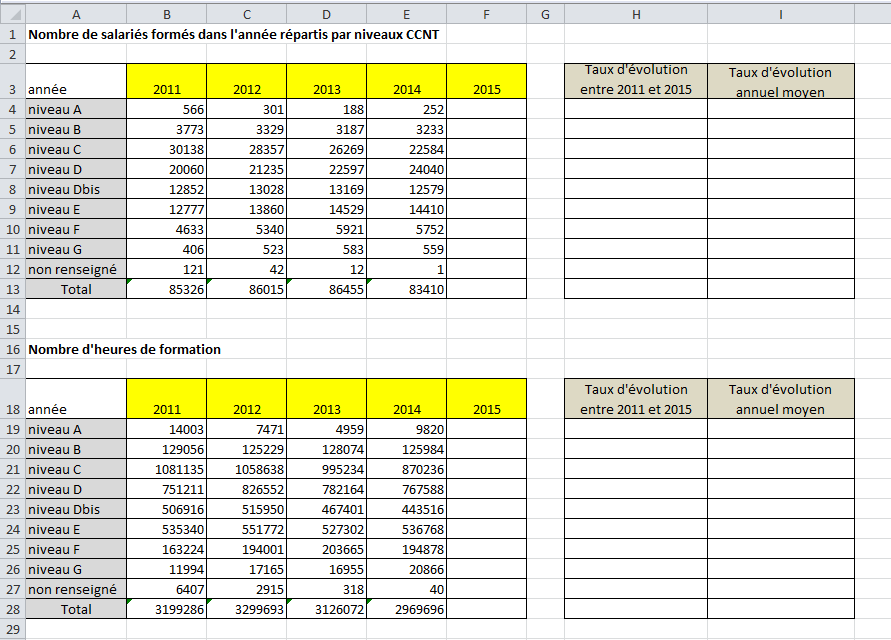 A B C D E F G H I
1 Nombre de salariés formés dans l'année répartis par niveaux CCNT
2
Taux d'évolution Taux d'évolution
3 année 2011 2012 2013 2014 2015 entre 2011 et 2015 annuel moyen
4 niveau A 566 301 188 252
5 niveau B 3773 3329 3187 3233
6 niveau C 30138 28357 26269 22584
7 niveau D 20060 21235 22597 24040
8 niveau Dbis 12852 13028 13169 12579
9 niveau E 12777 13860 14529 14410
10 niveau F 4633 5340 5921 5752
11 niveau G 406 523 583 559
12 non renseigné 121 42 12 1
13 Total 85326 86015 86455 83410
14
15
16 Nombre d'heures de formation
17
Taux d'évolution Taux d'évolution
18 année 2011 2012 2013 2014 2015 entre 2011 et 2015 annuel moyen
19 niveau A 14003 7471 4959 9820
20 niveau B 129056 125229 128074 125984
21 niveau C 1081135 1058638 995234 870236
22 niveau D 751211 826552 782164 767588
23 niveau Dbis 506916 515950 467401 443516
24 niveau E 535340 551772 527302 536768
25 niveau F 163224 194001 203665 194878
26 niveau G 11994 17165 16955 20866
27 non renseigné 6407 2915 318 40
28 Total 3199286 3299693 3126072 2969696
29